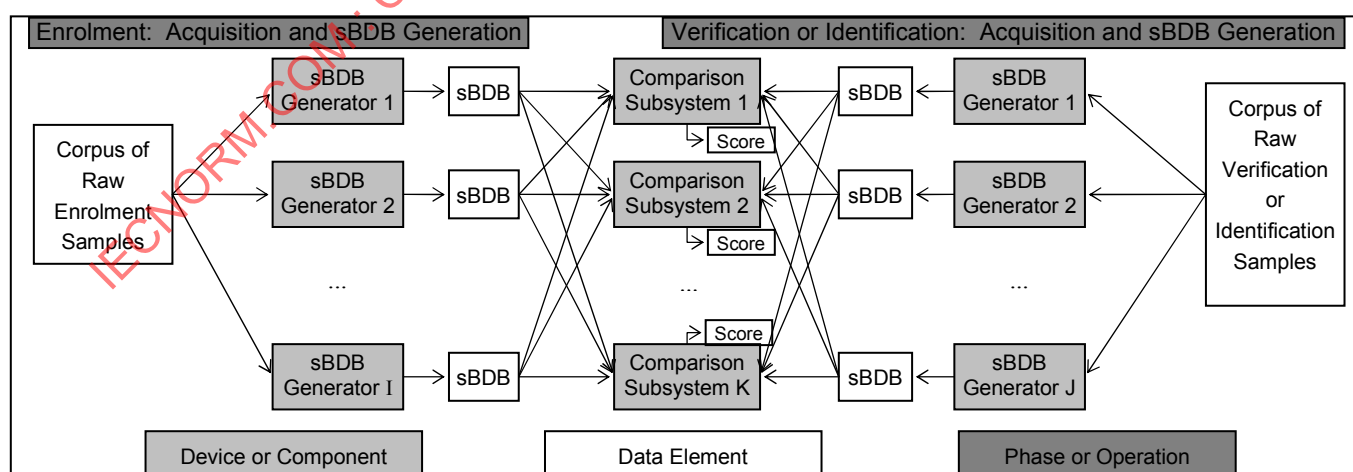 Enrolment: Acquisition and sBDB Generation
Verification or Identification: Acquisition and sBDB Generation
Corpus of
Raw
Enrolment
Samples
sBDB
Generator 1
sBDB
Comparison
Subsystem 1
Score
sBDB
sBDB
Generator 1
sBDB
Generator 2
sBDB
Comparison
Subsystem 2
Score
sBDB
sBDB
Generator 2
...
...
...
sBDB
Generator I
sBDB
Score
Comparison
Subsystem K
sBDB
sBDB
Generator J
Corpus of
Raw
Verification
or
Identification
Samples
Device or Component
Data Element
Phase or Operation
IECNORM.COM